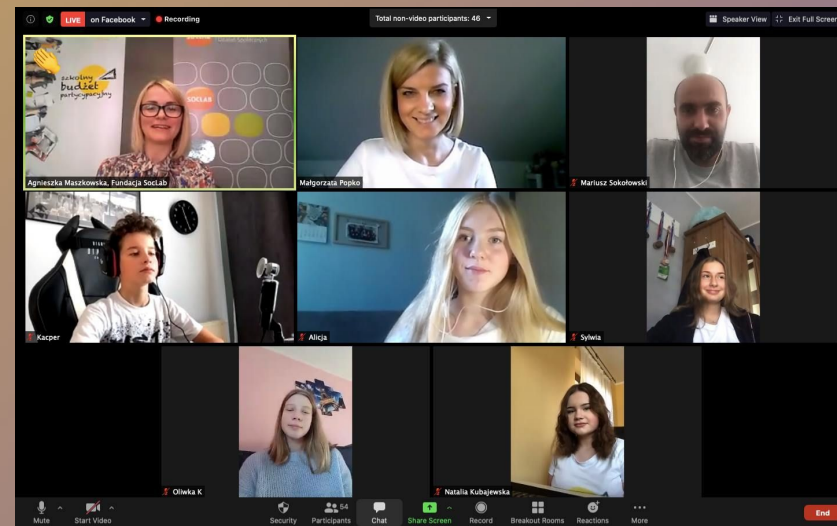 LIVE on Facebook Recording
Total non-video participants: 46
Speaker View Exit Full Screen
szkolny
budżet
partycypacyjny
SOCLAB
Agnieszka Maszkowska, Fundacja SocLab
Małgorzata Popko
Mariusz Sokołowski
Kacper
Alicja
Sylwia
Oliwka K
Natalia Kubajewska
Mute Start Video Security Participants 54 Chat Share Screen Record Breakout Rooms Reactions More End